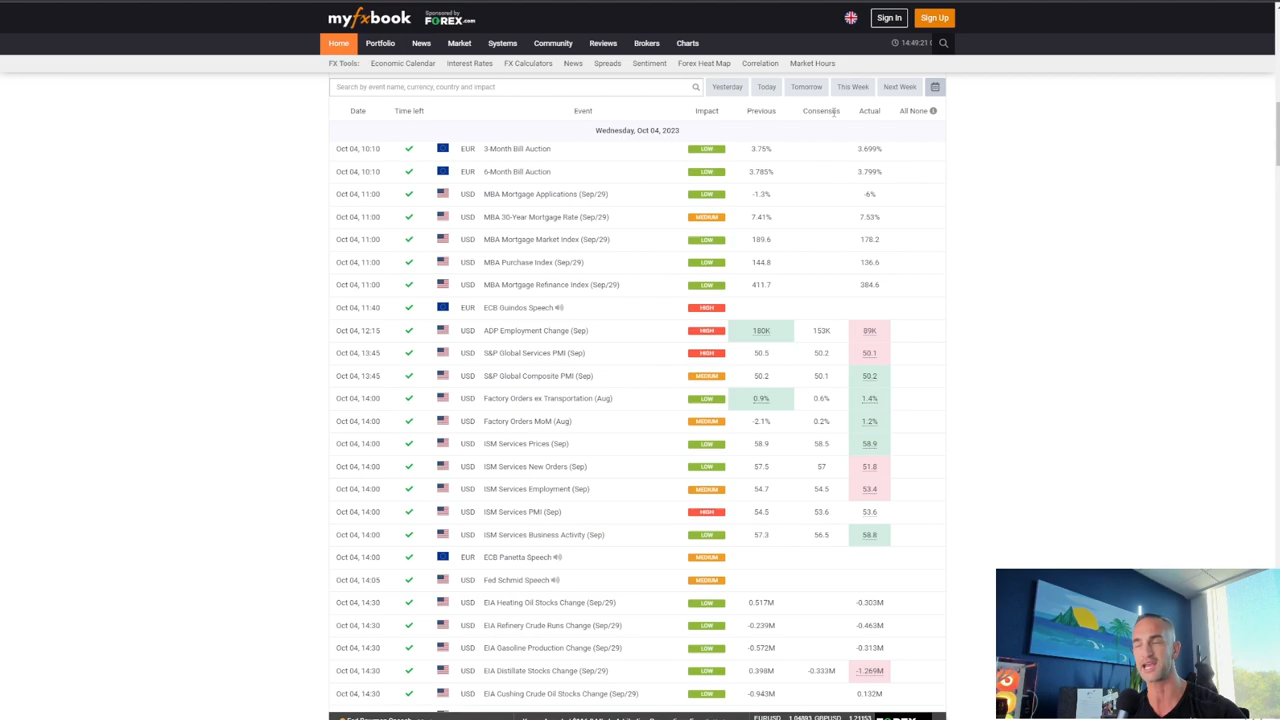 myfxbook Sponsored by FOREX.com Sign In Sign Up
Home Portfolio News Market Systems Community Reviews Brokers Charts 14:49:21
FX Tools: Economic Calendar Interest Rates FX Calculators News Spreads Sentiment Forex Heat Map Correlation Market Hours
Search by event name, currency, country and impact Yesterday Today Tomorrow This Week Next Week
Date Time left Event Impact Previous Consensus Actual All None
Wednesday, Oct 04, 2023
Oct 04, 10:10 EUR 3-Month Bill Auction LOW 3.75% 3.699%
Oct 04, 10:10 EUR 6-Month Bill Auction LOW 3.785% 3.799%
Oct 04, 11:00 USD MBA Mortgage Applications (Sep/29) LOW -1.3% -6%
Oct 04, 11:00 USD MBA 30-Year Mortgage Rate (Sep/29) MEDIUM 7.41% 7.53%
Oct 04, 11:00 USD MBA Mortgage Market Index (Sep/29) LOW 189.6 178.2
Oct 04, 11:00 USD MBA Purchase Index (Sep/29) LOW 144.8 136.6
Oct 04, 11:00 USD MBA Mortgage Refinance Index (Sep/29) LOW 411.7 384.6
Oct 04, 11:40 EUR ECB Guindos Speech HIGH
Oct 04, 12:15 USD ADP Employment Change (Sep) HIGH 180K 153K 89K
Oct 04, 13:45 USD S&P Global Services PMI (Sep) HIGH 50.5 50.2 50.1
Oct 04, 13:45 USD S&P Global Composite PMI (Sep) MEDIUM 50.2 50.1 50.2
Oct 04, 14:00 USD Factory Orders ex Transportation (Aug) LOW 0.9% 0.6% 1.4%
Oct 04, 14:00 USD Factory Orders MoM (Aug) MEDIUM -2.1% 0.2% 1.2%
Oct 04, 14:00 USD ISM Services Prices (Sep) LOW 58.9 58.5 58.9
Oct 04, 14:00 USD ISM Services New Orders (Sep) LOW 57.5 57 51.8
Oct 04, 14:00 USD ISM Services Employment (Sep) MEDIUM 54.7 54.5 53.4
Oct 04, 14:00 USD ISM Services PMI (Sep) HIGH 54.5 53.6 53.6
Oct 04, 14:00 USD ISM Services Business Activity (Sep) LOW 57.3 56.5 58.8
Oct 04, 14:00 EUR ECB Panetta Speech MEDIUM
Oct 04, 14:05 USD Fed Schmid Speech MEDIUM
Oct 04, 14:30 USD EIA Heating Oil Stocks Change (Sep/29) LOW 0.517M -0.303M
Oct 04, 14:30 USD EIA Refinery Crude Runs Change (Sep/29) LOW -0.239M -0.463M
Oct 04, 14:30 USD EIA Gasoline Production Change (Sep/29) LOW -0.572M -0.313M
Oct 04, 14:30 USD EIA Distillate Stocks Change (Sep/29) LOW 0.398M -0.333M -1.269M
Oct 04, 14:30 USD EIA Cushing Crude Oil Stocks Change (Sep/29) LOW -0.943M 0.132M